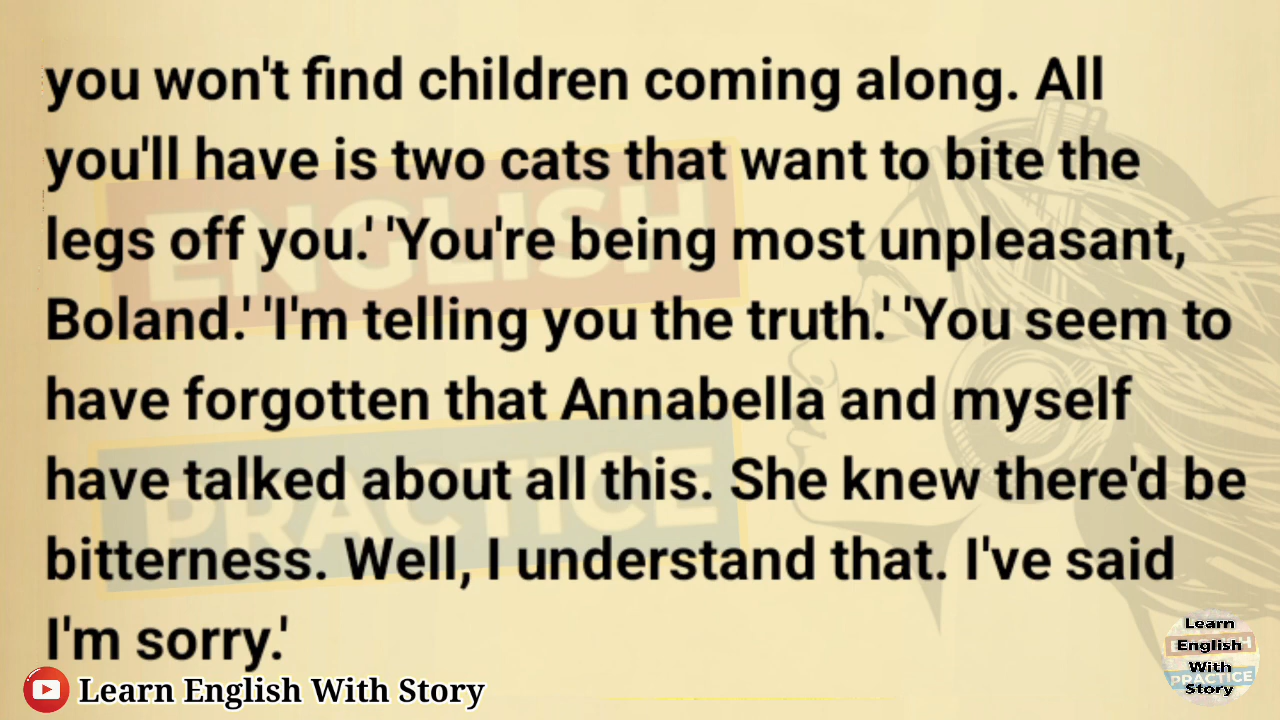 you won't find children coming along. All
you'll have is two cats that want to bite the
legs off you.' 'You're being most unpleasant,
Boland.' 'I'm telling you the truth.' 'You seem to
have forgotten that Annabella and myself
have talked about all this. She knew there'd be
bitterness. Well, I understand that. I've said
I'm sorry.'
ENGLISH
PRACTICE
Learn English With Story
Learn
English
With
Story
ENGLISH
PRACTICE